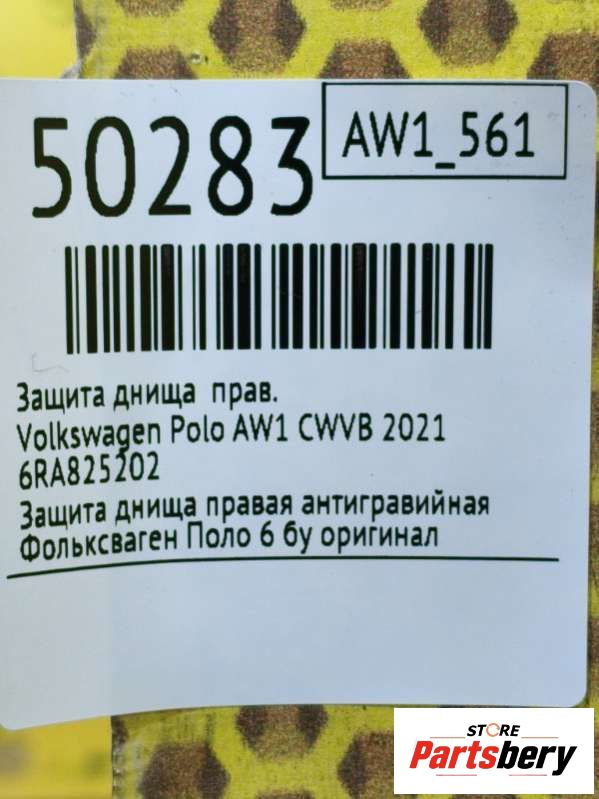 50283
AW1_561
Защита днища прав.
Volkswagen Polo AW1 CWVB 2021
6RA825202
Защита днища правая антигравийная
Фольксваген Поло 6 бу оригинал
STORE
Partsbery